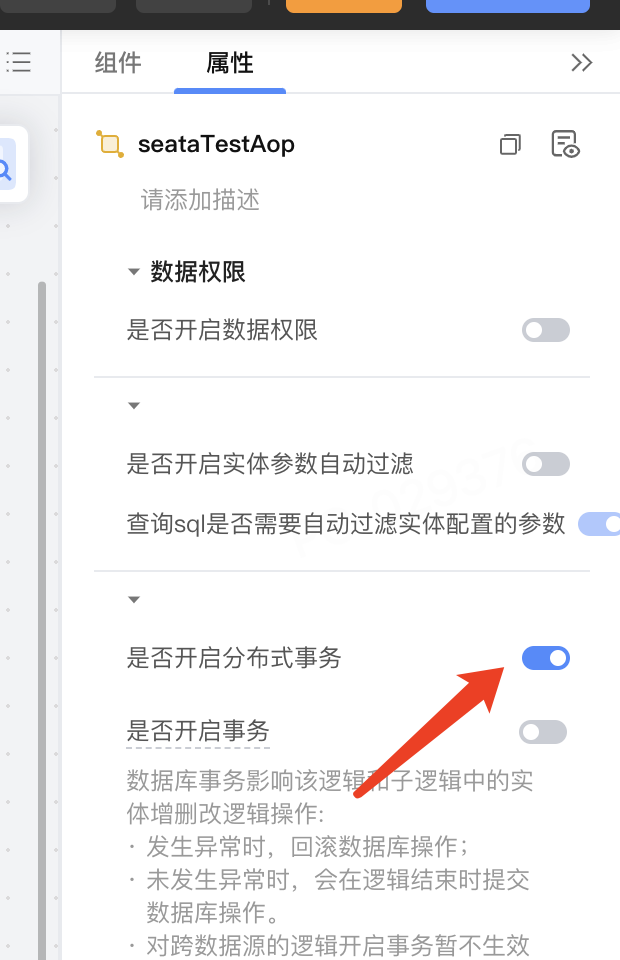 组件
属性
seataTestAop
请添加描述
数据权限
是否开启数据权限
是否开启实体参数自动过滤
查询sql是否需要自动过滤实体配置的参数
是否开启分布式事务
是否开启事务
数据库事务影响该逻辑和子逻辑中的实
体增删改逻辑操作:
· 发生异常时，回滚数据库操作；
· 未发生异常时，会在逻辑结束时提交
数据库操作。
· 对跨数据源的逻辑开启事务暂不生效